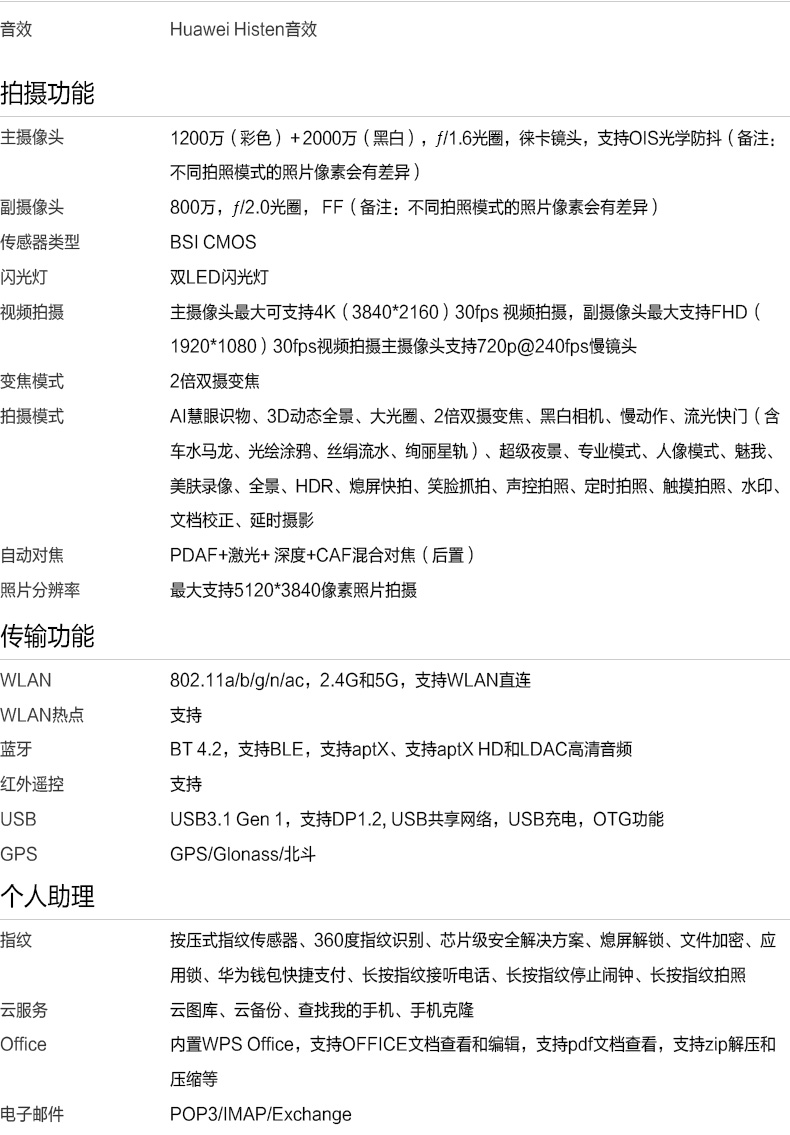 音效 Huawei Histen音效
拍摄功能
主摄像头 1200万（彩色）+2000万（黑白），ƒ/1.6光圈，徕卡镜头，支持OIS光学防抖（备注：
不同拍照模式的照片像素会有差异）
副摄像头 800万，ƒ/2.0光圈， FF（备注：不同拍照模式的照片像素会有差异）
传感器类型 BSI CMOS
闪光灯 双LED闪光灯
视频拍摄 主摄像头最大可支持4K（3840*2160）30fps 视频拍摄，副摄像头最大支持FHD（
1920*1080）30fps视频拍摄主摄像头支持720p@240fps慢镜头
变焦模式 2倍双摄变焦
拍摄模式 AI慧眼识物、3D动态全景、大光圈、2倍双摄变焦、黑白相机、慢动作、流光快门（含
车水马龙、光绘涂鸦、丝绢流水、绚丽星轨）、超级夜景、专业模式、人像模式、魅我、
美肤录像、全景、HDR、熄屏快拍、笑脸抓拍、声控拍照、定时拍照、触摸拍照、水印、
文档校正、延时摄影
自动对焦 PDAF+激光+ 深度+CAF混合对焦（后置）
照片分辨率 最大支持5120*3840像素照片拍摄
传输功能
WLAN 802.11a/b/g/n/ac，2.4G和5G，支持WLAN直连
WLAN热点 支持
蓝牙 BT 4.2，支持BLE，支持aptX、支持aptX HD和LDAC高清音频
红外遥控 支持
USB USB3.1 Gen 1，支持DP1.2, USB共享网络，USB充电，OTG功能
GPS GPS/Glonass/北斗
个人助理
指纹 按压式指纹传感器、360度指纹识别、芯片级安全解决方案、熄屏解锁、文件加密、应
用锁、华为钱包快捷支付、长按指纹接听电话、长按指纹停止闹钟、长按指纹拍照
云服务 云图库、云备份、查找我的手机、手机克隆
Office 内置WPS Office，支持OFFICE文档查看和编辑，支持pdf文档查看，支持zip解压和
压缩等
电子邮件 POP3/IMAP/Exchange